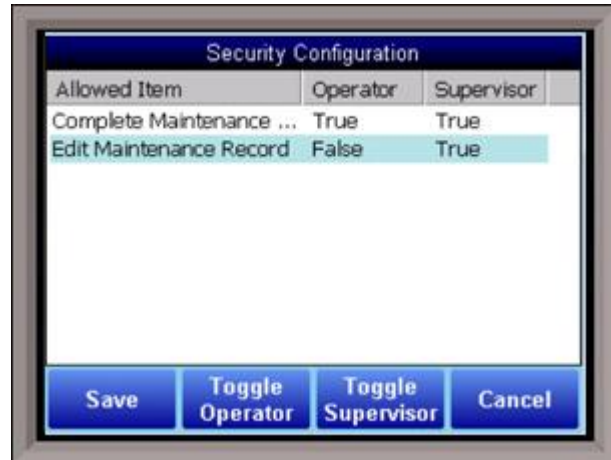 Security Configuration
Allowed Item Operator Supervisor
Complete Maintenance ... True True
Edit Maintenance Record False True
Save Toggle Operator Toggle Supervisor Cancel